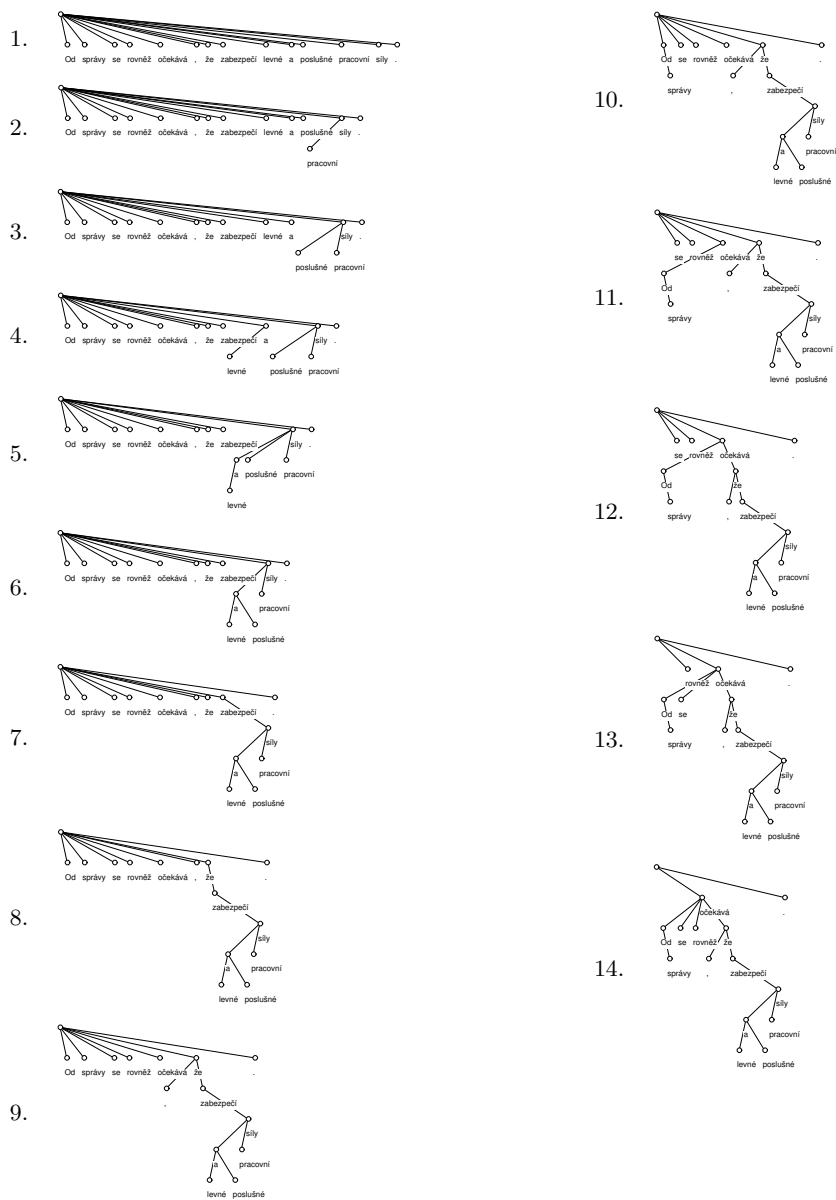 1.
Od správy se rovněž očekává , že zabezpečí levné a poslušné pracovní síly .
2.
Od správy se rovněž očekává , že zabezpečí levné a poslušné síly .
pracovní
3.
Od správy se rovněž očekává , že zabezpečí levné a síly .
poslušné pracovní
4.
Od správy se rovněž očekává , že zabezpečí a síly .
levné poslušné pracovní
5.
Od správy se rovněž očekává , že zabezpečí síly .
a poslušné pracovní
levné
6.
Od správy se rovněž očekává , že zabezpečí síly .
a pracovní
levné poslušné
7.
Od správy se rovněž očekává , že zabezpečí .
síly
a pracovní
levné poslušné
8.
Od správy se rovněž očekává , že .
zabezpečí
síly
a pracovní
levné poslušné
9.
Od správy se rovněž očekává že .
, zabezpečí
síly
a pracovní
levné poslušné
10.
Od se rovněž očekává že .
správy , zabezpečí
síly
a pracovní
levné poslušné
11.
se rovněž očekává že .
Od , zabezpečí
správy síly
a pracovní
levné poslušné
12.
se rovněž očekává .
Od že
správy , zabezpečí
síly
a pracovní
levné poslušné
13.
rovněž očekává .
Od se že
správy , zabezpečí
síly
a pracovní
levné poslušné
14.
očekává .
Od se rovněž že
správy , zabezpečí
síly
a pracovní
levné poslušné